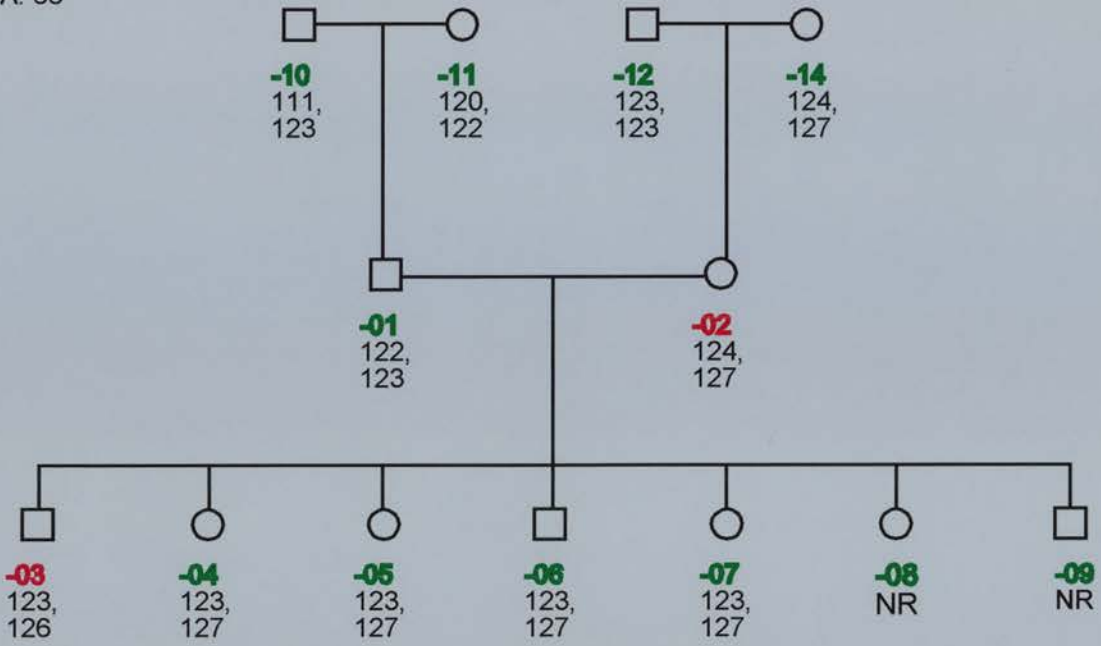 -10 -11 -12 -14
111, 120, 123, 124,
123 122 123 127
-01 -02
122, 124,
123 127
-03 -04 -05 -06 -07 -08 -09
123, 123, 123, 123, 123, NR NR
126 127 127 127 127